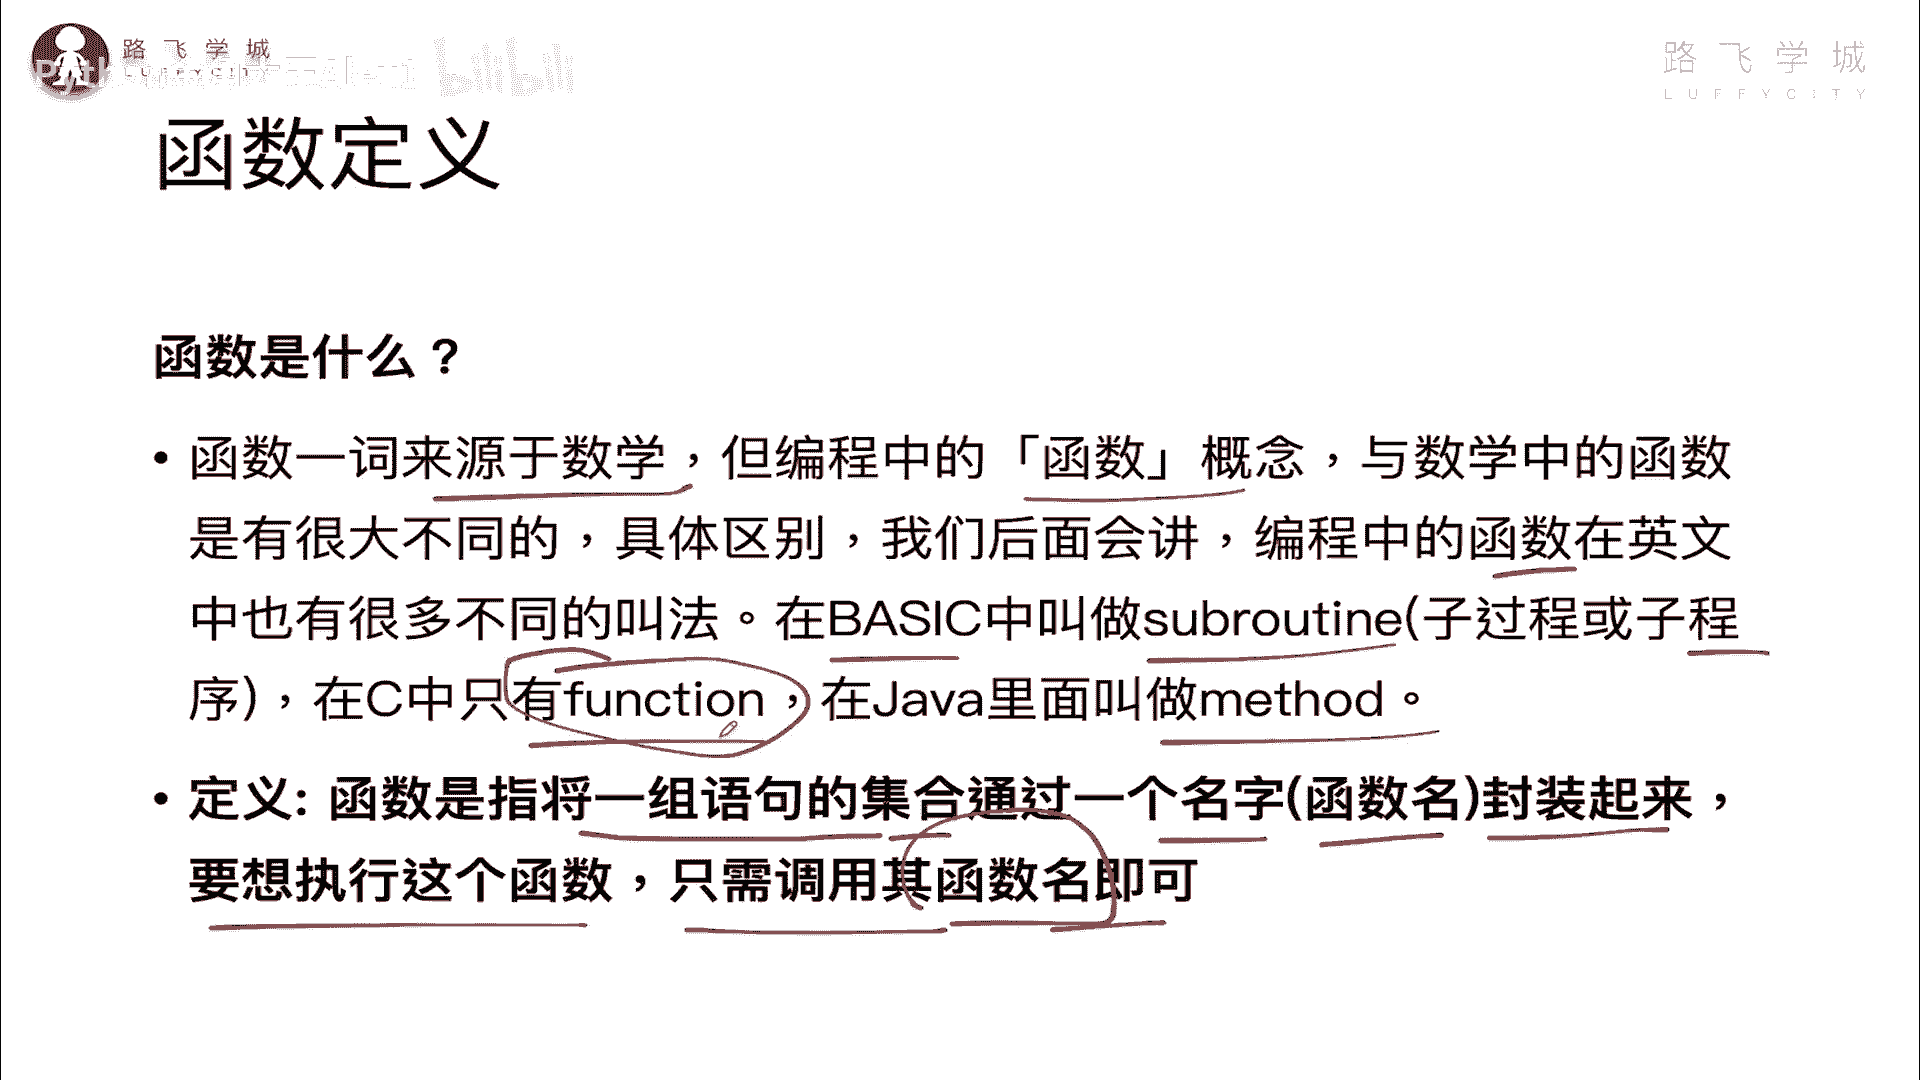 路飞学城
bilibili
路飞学城
LUFFYCITY
函数定义
函数是什么？
• 函数一词来源于数学，但编程中的「函数」概念，与数学中的函数
是有很大不同的，具体区别，我们后面会讲，编程中的函数在英文
中也有很多不同的叫法。在BASIC中叫做subroutine(子过程或子程
序)，在C中只有function，在Java里面叫做method。
• 定义: 函数是指将一组语句的集合通过一个名字(函数名)封装起来，
要想执行这个函数，只需调用其函数名即可